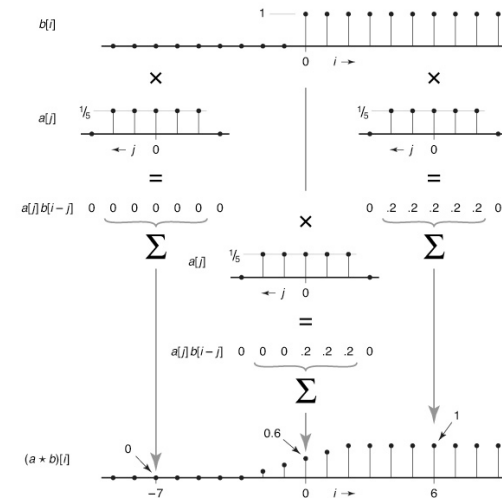 b[i]
1
0 i →
× ×
a[j] 1/5 1/5
← j 0 ← j 0
= =
a[j] b[i – j] 0 0 0 0 0 0 0 0 .2 .2 .2 .2 .2 0
Σ × Σ
a[j] 1/5
← j 0
=
a[j] b[i – j] 0 0 0 .2 .2 .2 0
Σ
0 0.6 1
(a ⋆ b)[i]
–7 0 i → 6